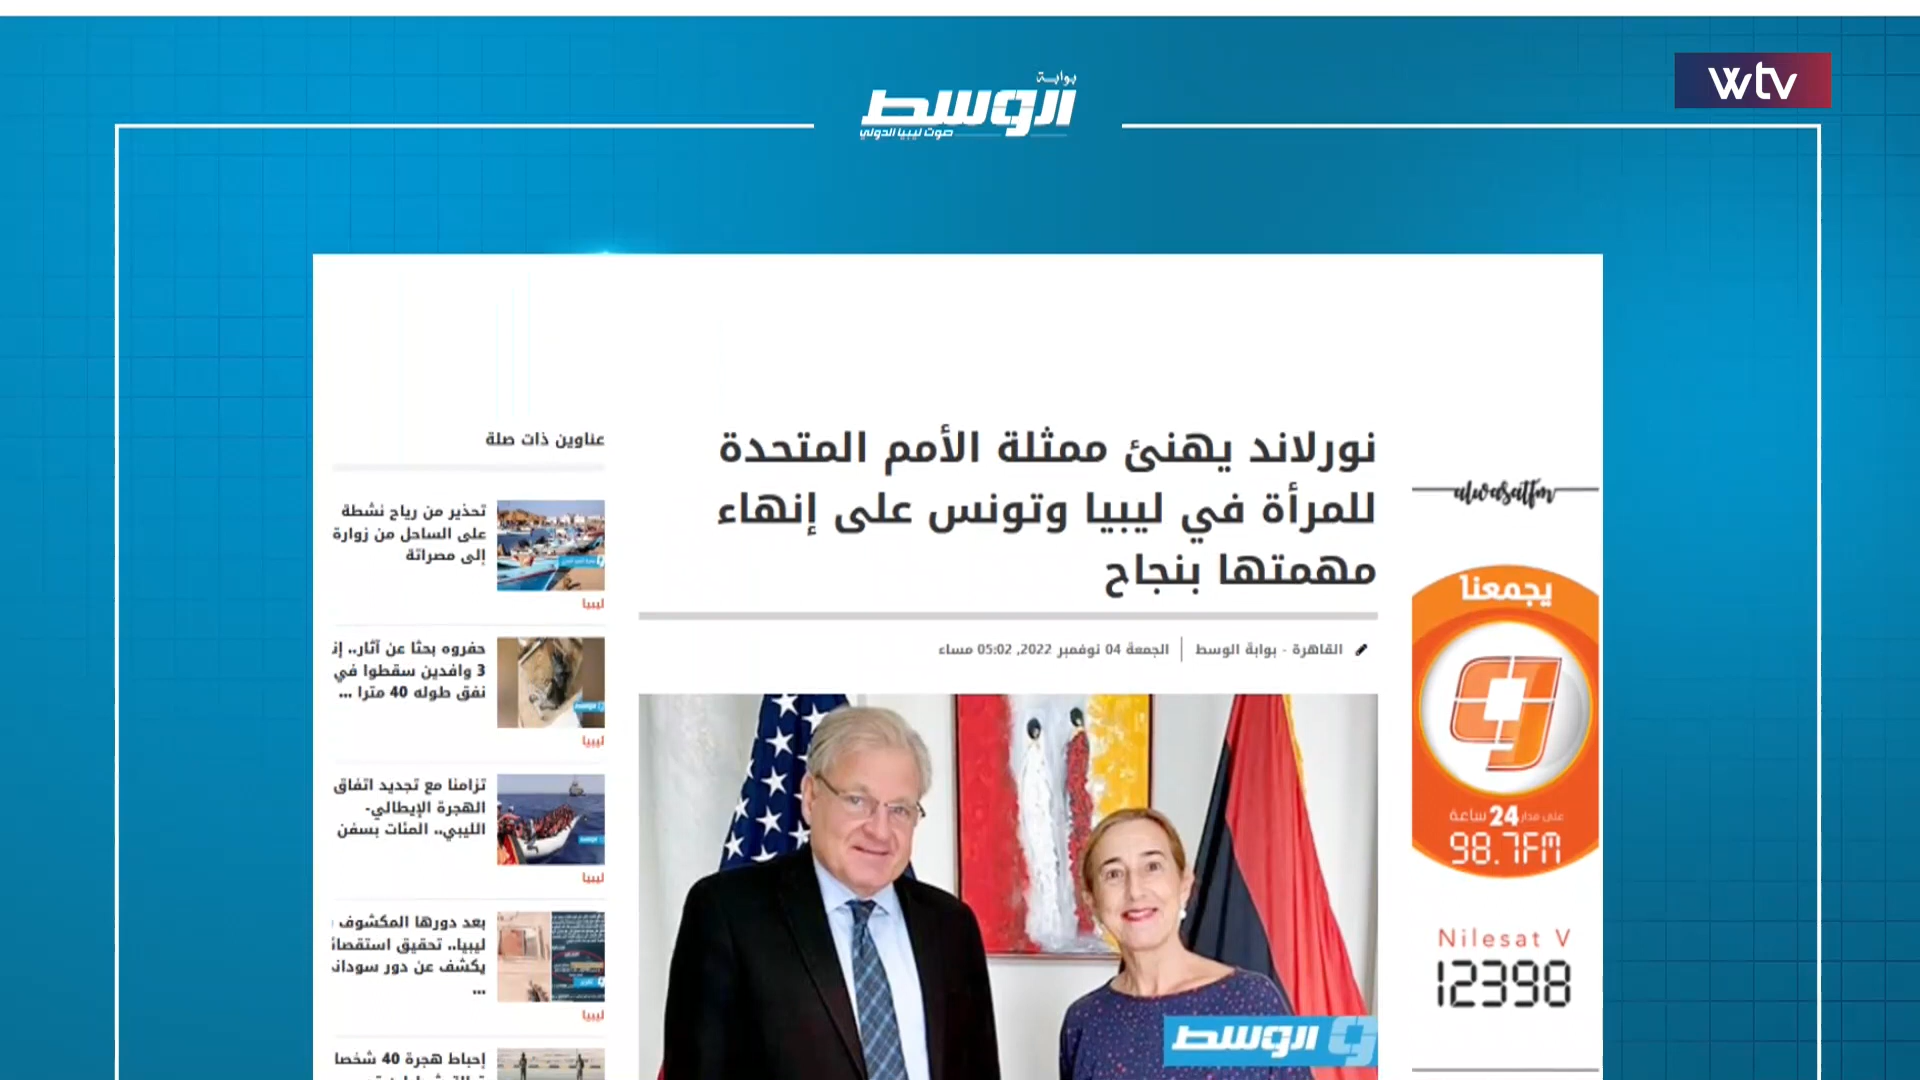 wtv
بوابة
الوسط
صوت ليبيا الدولي
نورلاند يهنئ ممثلة الأمم المتحدة
للمرأة في ليبيا وتونس على إنهاء
مهمتها بنجاح
القاهرة - بوابة الوسط | الجمعة 04 نوفمبر 2022, 05:02 مساء
الوسط
alwasatfm
يجمعنا
على مدار 24 ساعة
98.7FM
Nilesat V
12398
عناوين ذات صلة
تحذير من رياح نشطة
على الساحل من زوارة
إلى مصراتة
ليبيا
حفروه بحثا عن آثار.. إن
3 وافدين سقطوا في
نفق طوله 40 مترا ...
الوسط
ليبيا
تزامنا مع تجديد اتفاق
الهجرة الإيطالي-
الليبي.. المئات بسفن
ليبيا
بعد دورها المكشوف
ليبيا.. تحقيق استقصائ
يكشف عن دور سودان
...
ليبيا
إحباط هجرة 40 شخصا